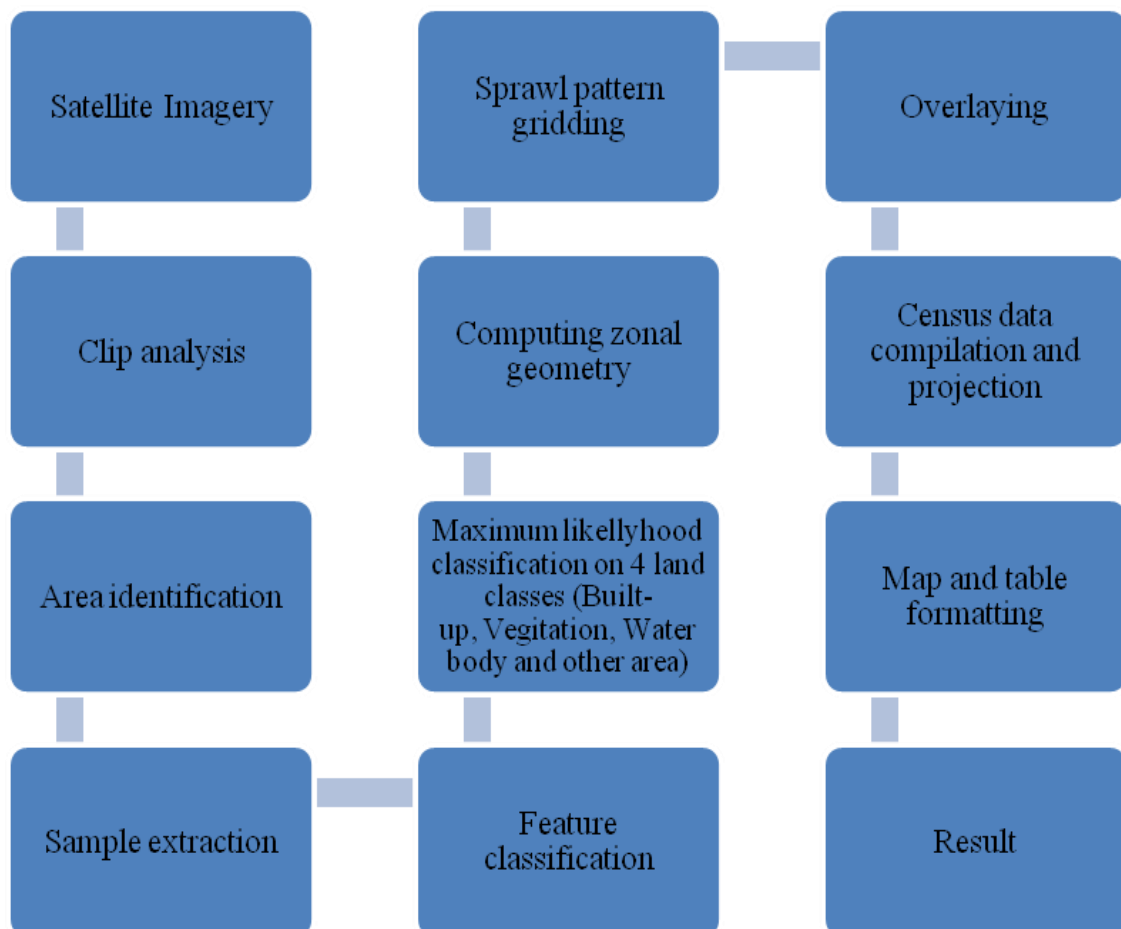 Satellite Imagery
Clip analysis
Area identification
Sample extraction
Feature
classification
Maximum likellyhood
classification on 4 land
classes (Built-
up, Vegitation, Water
body and other area)
Computing zonal
geometry
Sprawl pattern
gridding
Overlaying
Census data
compilation and
projection
Map and table
formatting
Result